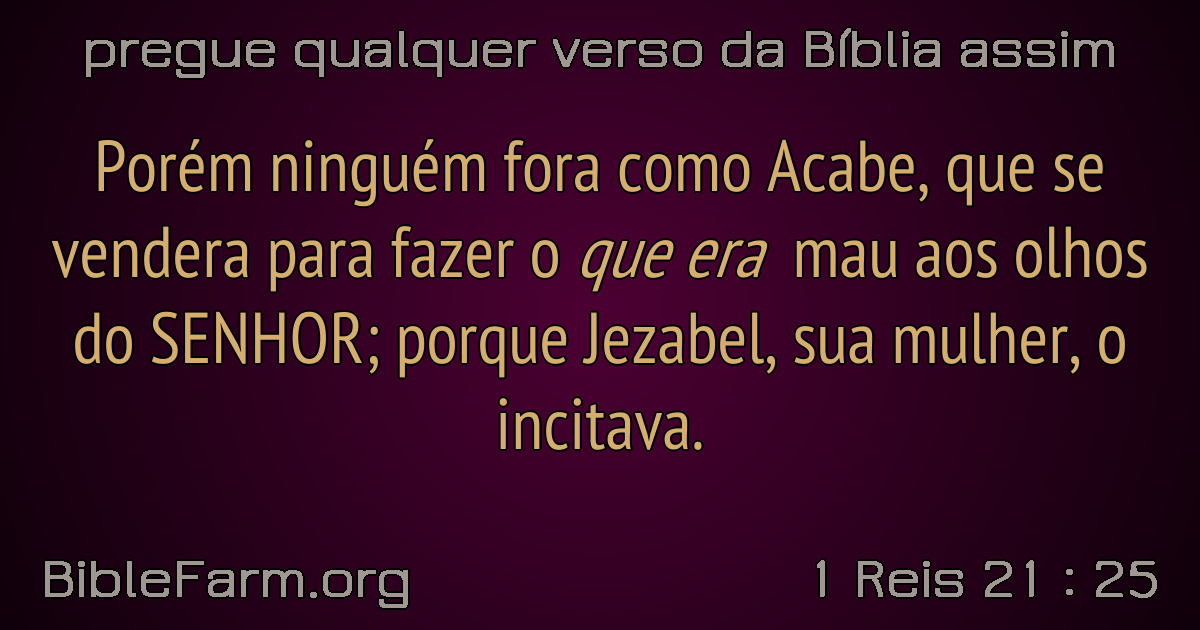 pregue qualquer verso da Bíblia assim
Porém ninguém fora como Acabe, que se
vendera para fazer o que era mau aos olhos
do SENHOR; porque Jezabel, sua mulher, o
incitava.
BibleFarm.org
1 Reis 21 : 25